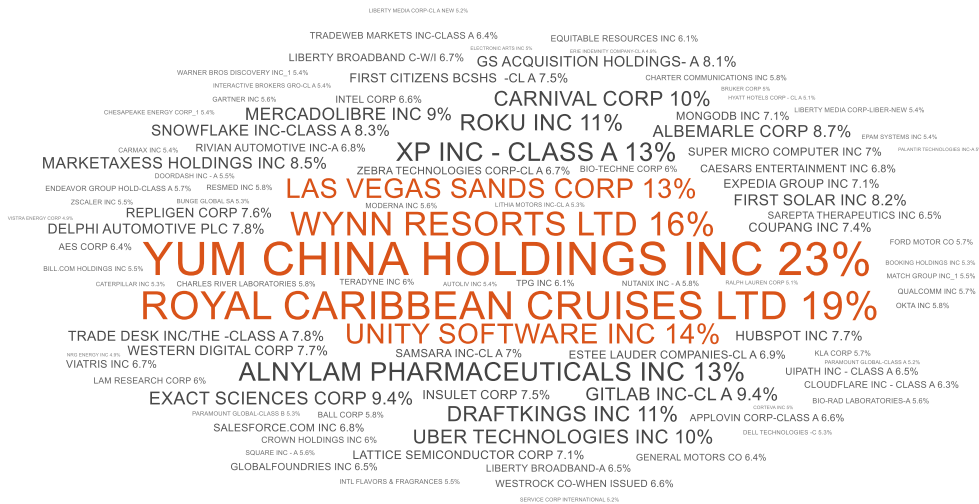 LIBERTY MEDIA CORP-CL A NEW 5.2%
TRADEWEB MARKETS INC-CLASS A 6.4%
EQUITABLE RESOURCES INC 6.1%
ELECTRONIC ARTS INC 5%
ERIE INDEMNITY COMPANY-CL A 4.9%
LIBERTY BROADBAND C-W/I 6.7%
GS ACQUISITION HOLDINGS- A 8.1%
WARNER BROS DISCOVERY INC_1 5.4%
FIRST CITIZENS BCSHS -CL A 7.5%
CHARTER COMMUNICATIONS INC 5.8%
INTERACTIVE BROKERS GRO-CL A 5.4%
BRUKER CORP 5%
GARTNER INC 5.6%
INTEL CORP 6.6%
CARNIVAL CORP 10%
HYATT HOTELS CORP - CL A 5.1%
CHESAPEAKE ENERGY CORP_1 5.4%
MERCADOLIBRE INC 9%
ROKU INC 11%
MONGODB INC 7.1%
LIBERTY MEDIA CORP-LIBER-NEW 5.4%
SNOWFLAKE INC-CLASS A 8.3%
ALBEMARLE CORP 8.7%
EPAM SYSTEMS INC 5.4%
CARMAX INC 5.4%
RIVIAN AUTOMOTIVE INC-A 6.8%
XP INC - CLASS A 13%
SUPER MICRO COMPUTER INC 7%
PALANTIR TECHNOLOGIES INC-A
MARKETAXESS HOLDINGS INC 8.5%
ZEBRA TECHNOLOGIES CORP-CL A 6.7%
BIO-TECHNE CORP 6%
CAESARS ENTERTAINMENT INC 6.8%
DOORDASH INC - A 5.5%
ENDEAVOR GROUP HOLD-CLASS A 5.7%
RESMED INC 5.8%
LAS VEGAS SANDS CORP 13%
EXPEDIA GROUP INC 7.1%
ZSCALER INC 5.5%
BUNGE GLOBAL SA 5.3%
MODERNA INC 5.6%
LITHIA MOTORS INC-CL A 5.3%
FIRST SOLAR INC 8.2%
VISTRA ENERGY CORP 4.9%
REPLIGEN CORP 7.6%
WYNN RESORTS LTD 16%
SAREPTA THERAPEUTICS INC 6.5%
DELPHI AUTOMOTIVE PLC 7.8%
COUPANG INC 7.4%
AES CORP 6.4%
YUM CHINA HOLDINGS INC 23%
FORD MOTOR CO 5.7%
BILL.COM HOLDINGS INC 5.5%
BOOKING HOLDINGS INC 5.3%
MATCH GROUP INC_1 5.5%
CATERPILLAR INC 5.3%
CHARLES RIVER LABORATORIES 5.8%
TERADYNE INC 6%
AUTOLIV INC 5.4%
TPG INC 6.1%
NUTANIX INC - A 5.8%
RALPH LAUREN CORP 5.1%
QUALCOMM INC 5.7%
ROYAL CARIBBEAN CRUISES LTD 19%
OKTA INC 5.8%
TRADE DESK INC/THE -CLASS A 7.8%
UNITY SOFTWARE INC 14%
HUBSPOT INC 7.7%
NRG ENERGY INC 4.9%
WESTERN DIGITAL CORP 7.7%
SAMSARA INC-CL A 7%
ESTEE LAUDER COMPANIES-CL A 6.9%
KLA CORP 5.7%
VIATRIS INC 6.7%
PARAMOUNT GLOBAL-CLASS A 5.2%
LAM RESEARCH CORP 6%
ALNYLAM PHARMACEUTICALS INC 13%
UIPATH INC - CLASS A 6.5%
CLOUDFLARE INC - CLASS A 6.3%
EXACT SCIENCES CORP 9.4%
INSULET CORP 7.5%
GITLAB INC-CL A 9.4%
BIO-RAD LABORATORIES-A 5.6%
PARAMOUNT GLOBAL-CLASS B 5.3%
BALL CORP 5.8%
DRAFTKINGS INC 11%
CORTEVA INC 5%
APPLOVIN CORP-CLASS A 6.6%
SALESFORCE.COM INC 6.8%
CROWN HOLDINGS INC 6%
UBER TECHNOLOGIES INC 10%
DELL TECHNOLOGIES -C 5.3%
SQUARE INC - A 5.6%
LATTICE SEMICONDUCTOR CORP 7.1%
GENERAL MOTORS CO 6.4%
GLOBALFOUNDRIES INC 6.5%
LIBERTY BROADBAND-A 6.5%
INTL FLAVORS & FRAGRANCES 5.5%
WESTROCK CO-WHEN ISSUED 6.6%
SERVICE CORP INTERNATIONAL 5.2%